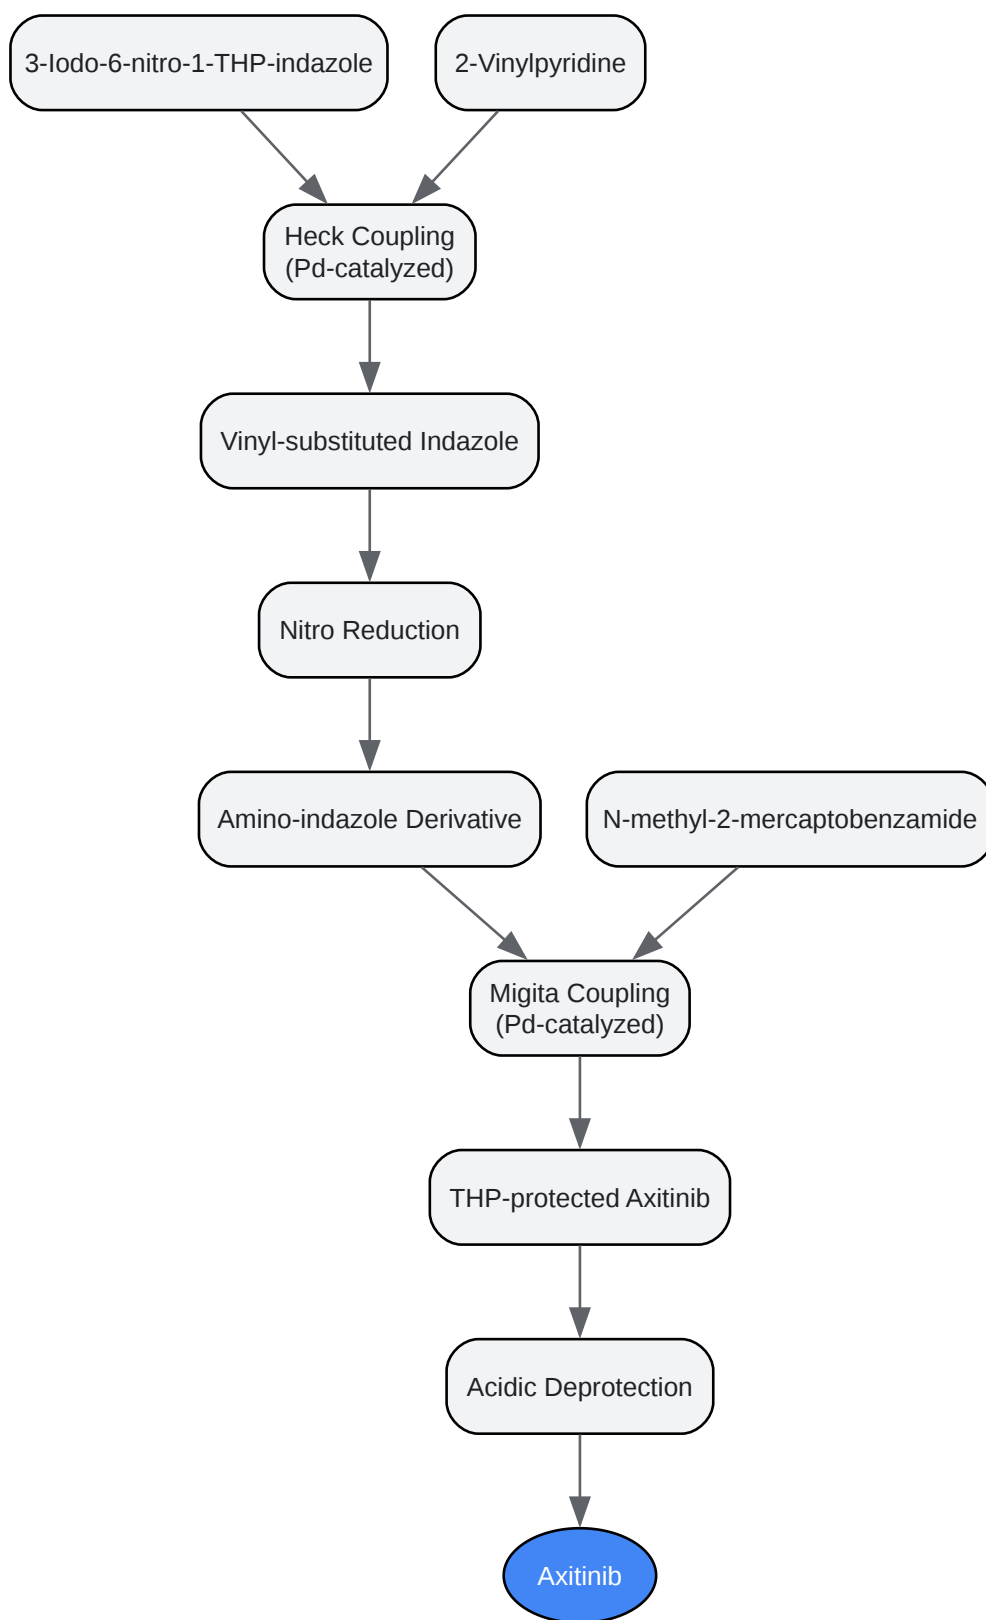 3-Iodo-6-nitro-1-THP-indazole
2-Vinylpyridine
Heck Coupling
(Pd-catalyzed)
Vinyl-substituted Indazole
Nitro Reduction
Amino-indazole Derivative
N-methyl-2-mercaptobenzamide
Migita Coupling
(Pd-catalyzed)
THP-protected Axitinib
Acidic Deprotection
Axitinib